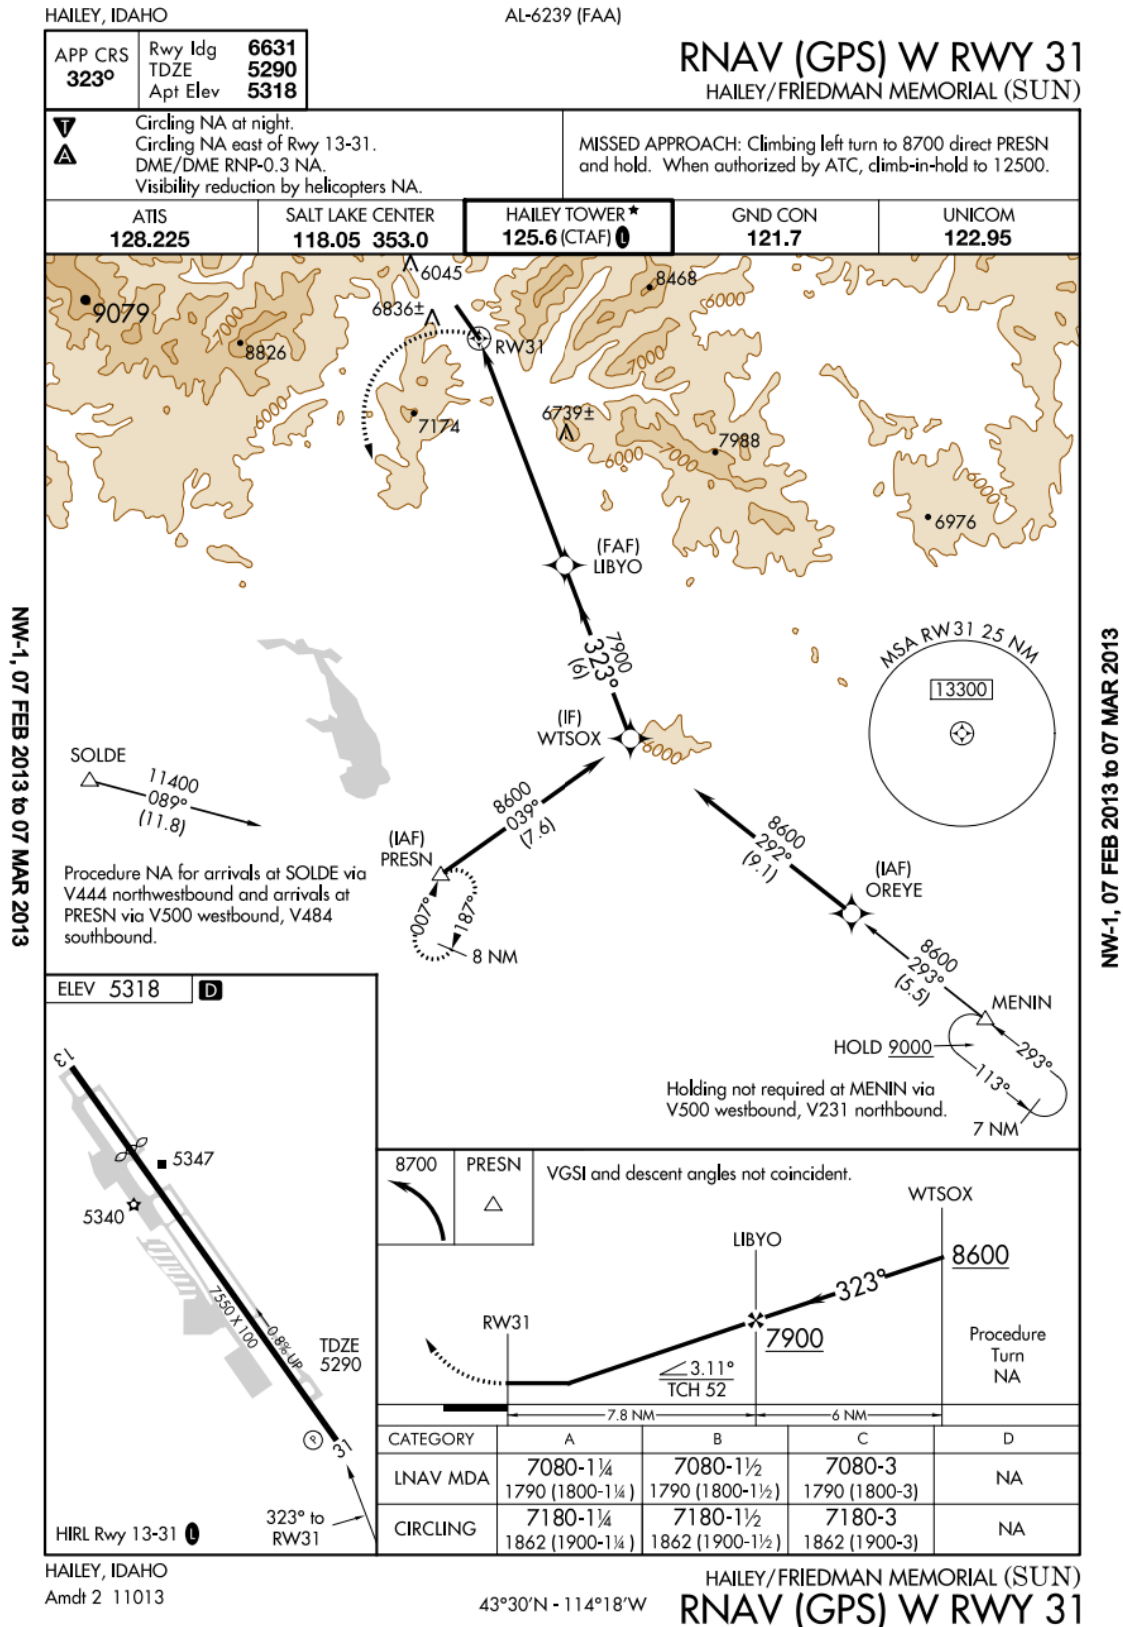 HAILEY, IDAHO
AL-6239 (FAA)
APP CRS
323°
Rwy ldg 6631
TDZE 5290
Apt Elev 5318
RNAV (GPS) W RWY 31
HAILEY/FRIEDMAN MEMORIAL (SUN)
T
A
Circling NA at night.
Circling NA east of Rwy 13-31.
DME/DME RNP-0.3 NA.
Visibility reduction by helicopters NA.
MISSED APPROACH: Climbing left turn to 8700 direct PRESN
and hold. When authorized by ATC, climb-in-hold to 12500.
ATIS
128.225
SALT LAKE CENTER
118.05 353.0
HAILEY TOWER★
125.6 (CTAF) L
GND CON
121.7
UNICOM
122.95
6045
8468
6000
9079
6836±
7000
8826
RW31
7000
6000
7174
6739±
7988
6000
7000
6000
6976
(FAF)
LIBYO
7900
323°
(6)
MSA RW31 25 NM
13300
(IF)
WTSOX
6000
SOLDE
11400
089°
(11.8)
8600
039°
(7.6)
8600
292°
(9.1)
(IAF)
PRESN
(IAF)
OREYE
Procedure NA for arrivals at SOLDE via
V444 northwestbound and arrivals at
PRESN via V500 westbound, V484
southbound.
007°
187°
8 NM
8600
293°
(5.5)
MENIN
HOLD 9000
293°
113°
7 NM
Holding not required at MENIN via
V500 westbound, V231 northbound.
NW-1, 07 FEB 2013 to 07 MAR 2013
NW-1, 07 FEB 2013 to 07 MAR 2013
ELEV 5318 D
13
5347
5340
7550 X 100
0.8% UP
TDZE
5290
P
31
323° to
RW31
HIRL Rwy 13-31 L
8700
PRESN
VGSI and descent angles not coincident.
WTSOX
LIBYO
8600
323°
RW31
7900
Procedure
Turn
NA
3.11°
TCH 52
7.8 NM
6 NM
CATEGORY A B C D
LNAV MDA 7080-1¼ 7080-1½ 7080-3 NA
1790 (1800-1¼) 1790 (1800-1½) 1790 (1800-3)
CIRCLING 7180-1¼ 7180-1½ 7180-3 NA
1862 (1900-1¼) 1862 (1900-1½) 1862 (1900-3)
HAILEY, IDAHO
Amdt 2 11013
43°30'N - 114°18'W
HAILEY/FRIEDMAN MEMORIAL (SUN)
RNAV (GPS) W RWY 31